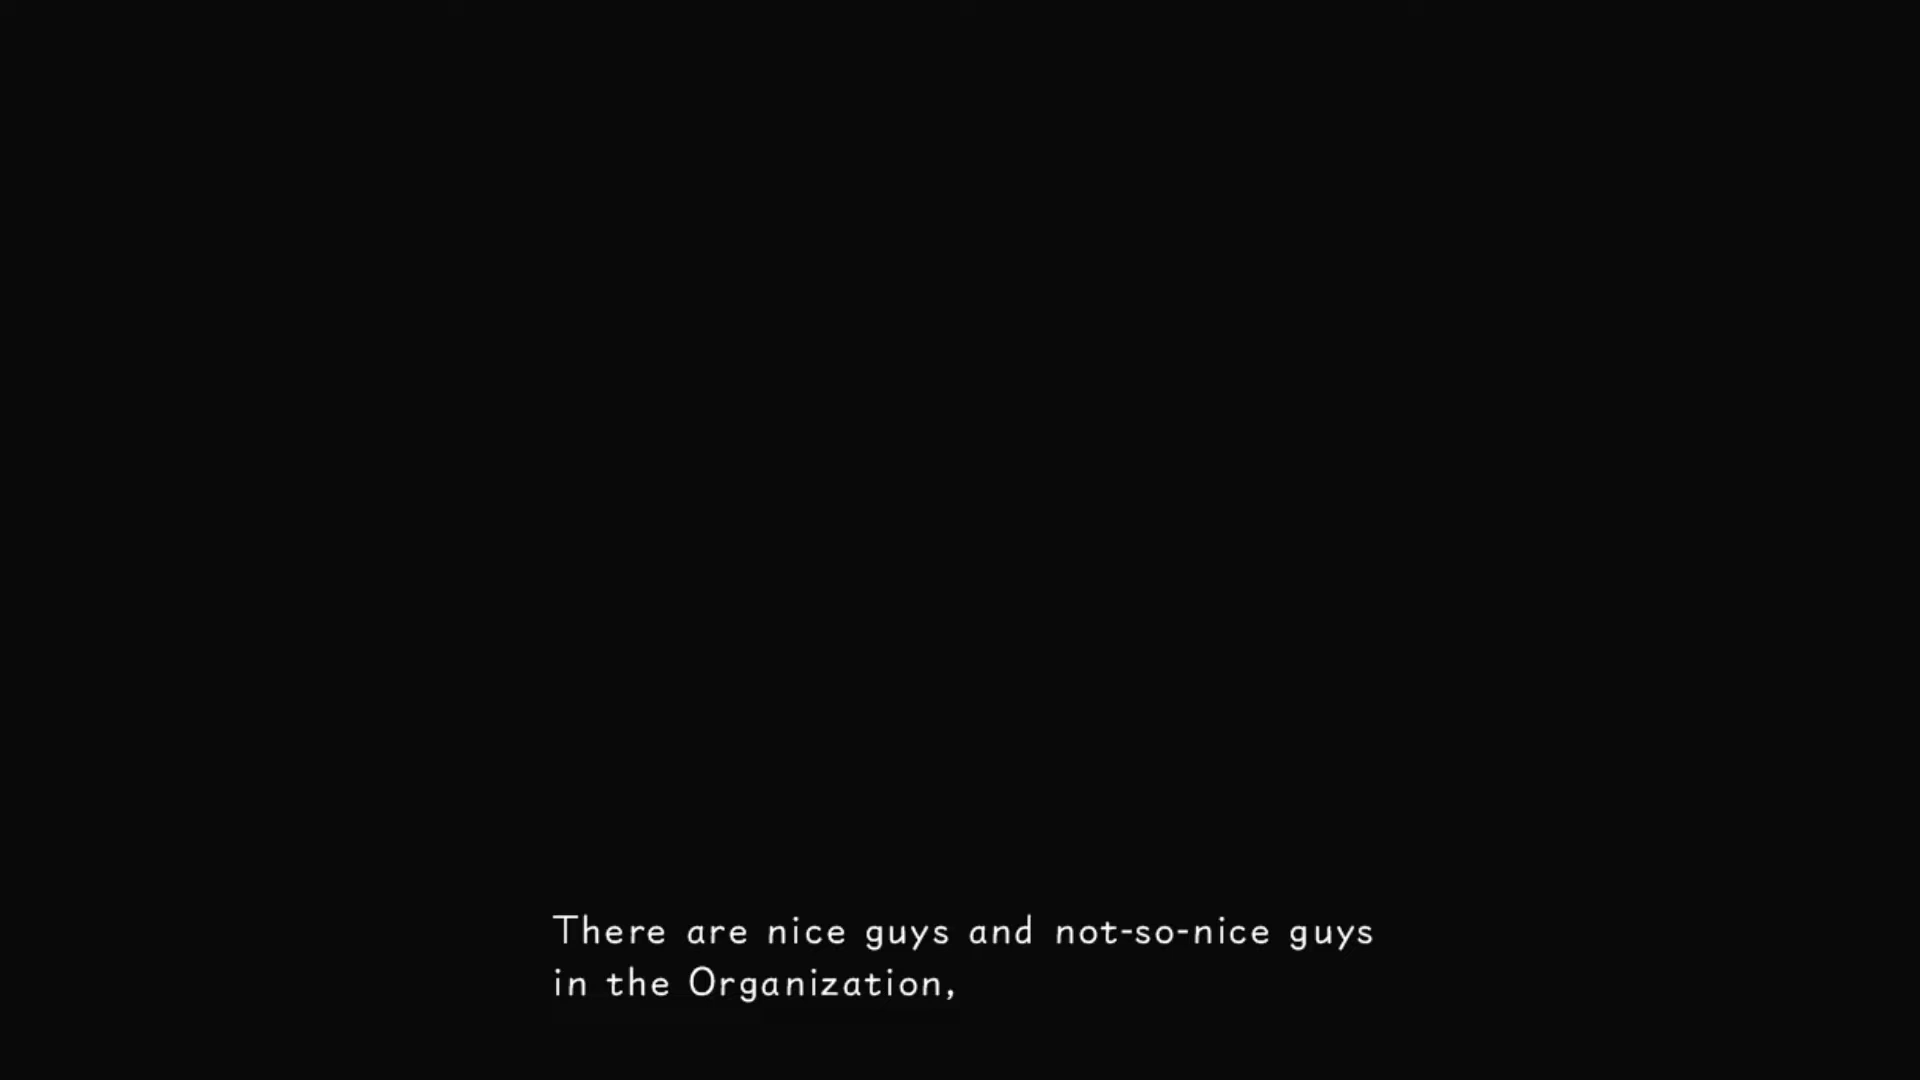 There are nice guys and not-so-nice guys
in the Organization,